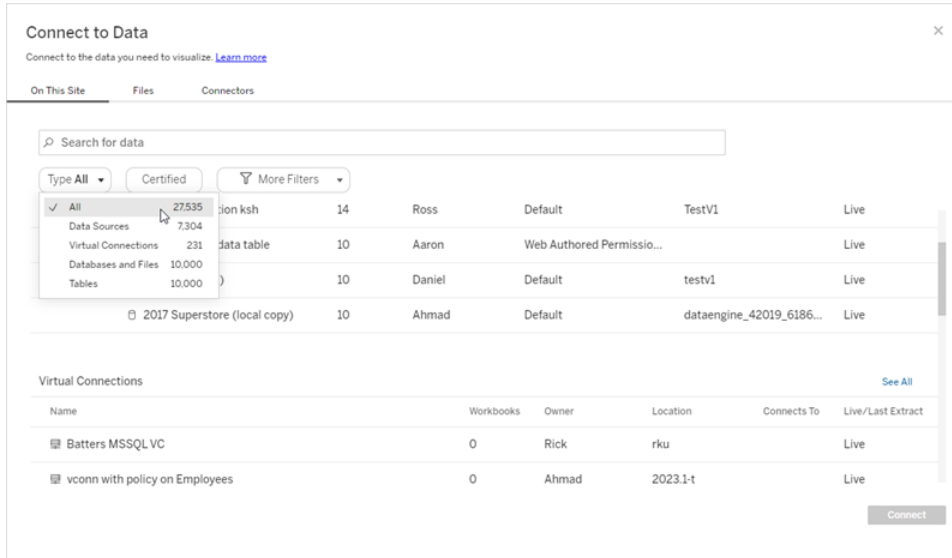 Connect to Data
Connect to the data you need to visualize. Learn more
On This Site Files Connectors
Search for data
Type All Certified More Filters
All 27,535
Data Sources 7,304
Virtual Connections 231
Databases and Files 10,000
Tables 10,000
ksh 14 Ross Default TestV1 Live
data table 10 Aaron Web Authored Permissio... Live
) 10 Daniel Default testv1 Live
2017 Superstore (local copy) 10 Ahmad Default dataengine_42019_6186... Live
Virtual Connections See All
Name Workbooks Owner Location Connects To Live/Last Extract
Batters MSSQL VC 0 Rick rku Live
vconn with policy on Employees 0 Ahmad 2023.1-t Live
Connect